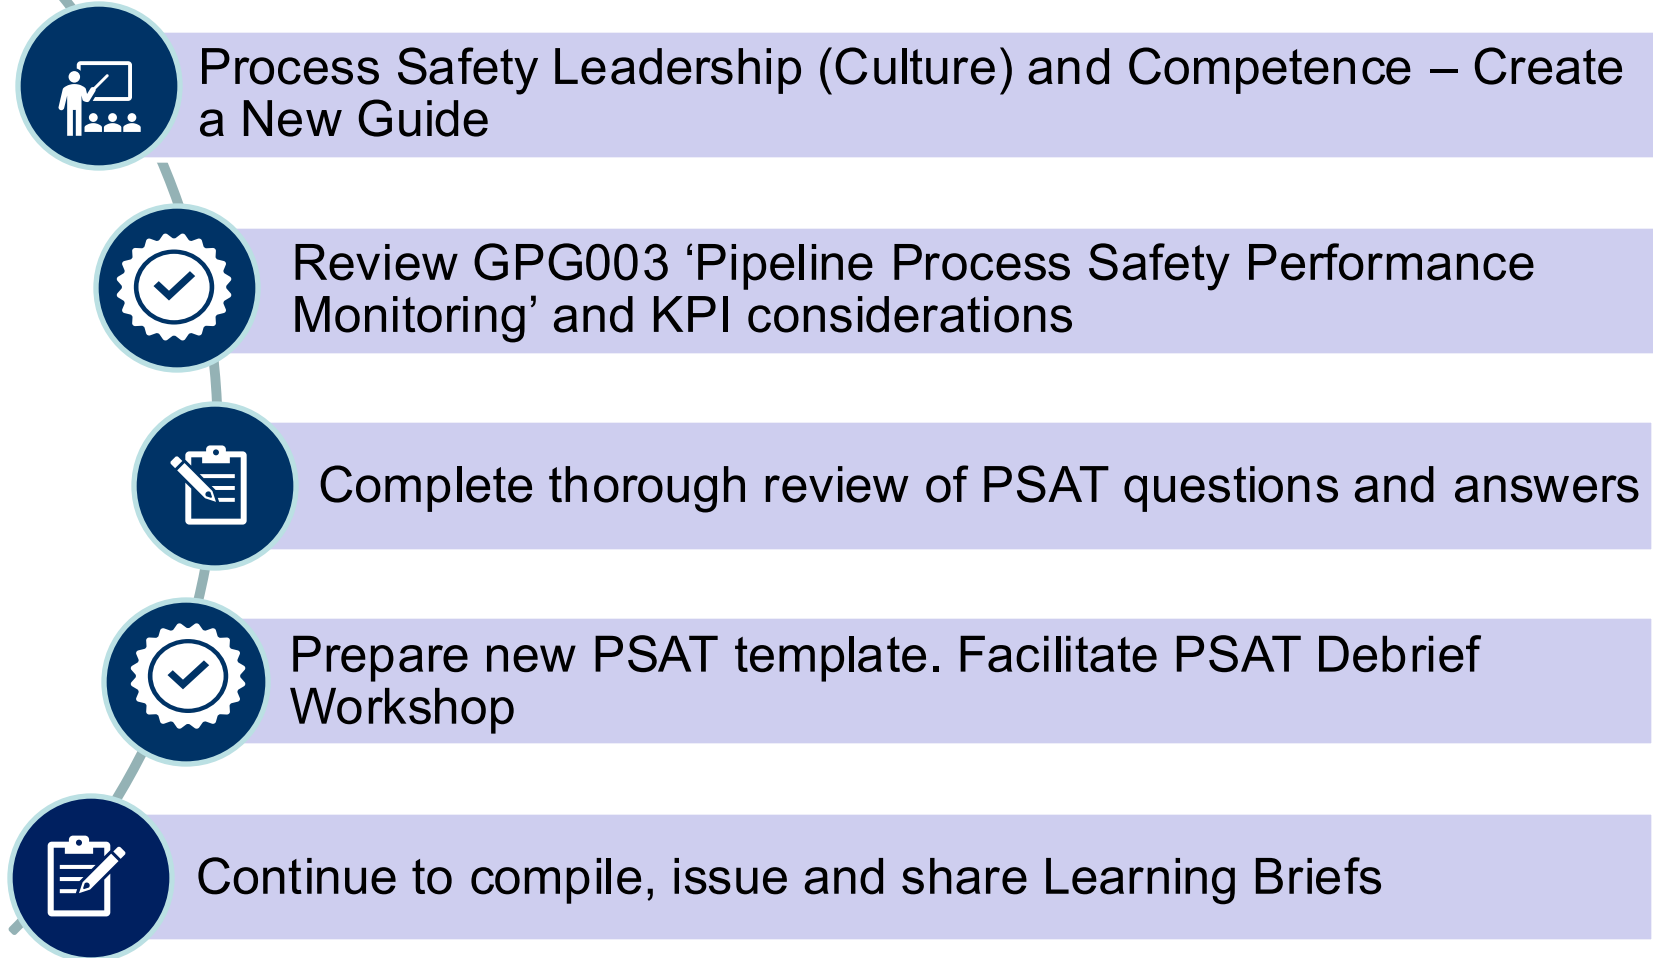 Process Safety Leadership (Culture) and Competence – Create
a New Guide
Review GPG003 ‘Pipeline Process Safety Performance
Monitoring’ and KPI considerations
Complete thorough review of PSAT questions and answers
Prepare new PSAT template. Facilitate PSAT Debrief
Workshop
Continue to compile, issue and share Learning Briefs